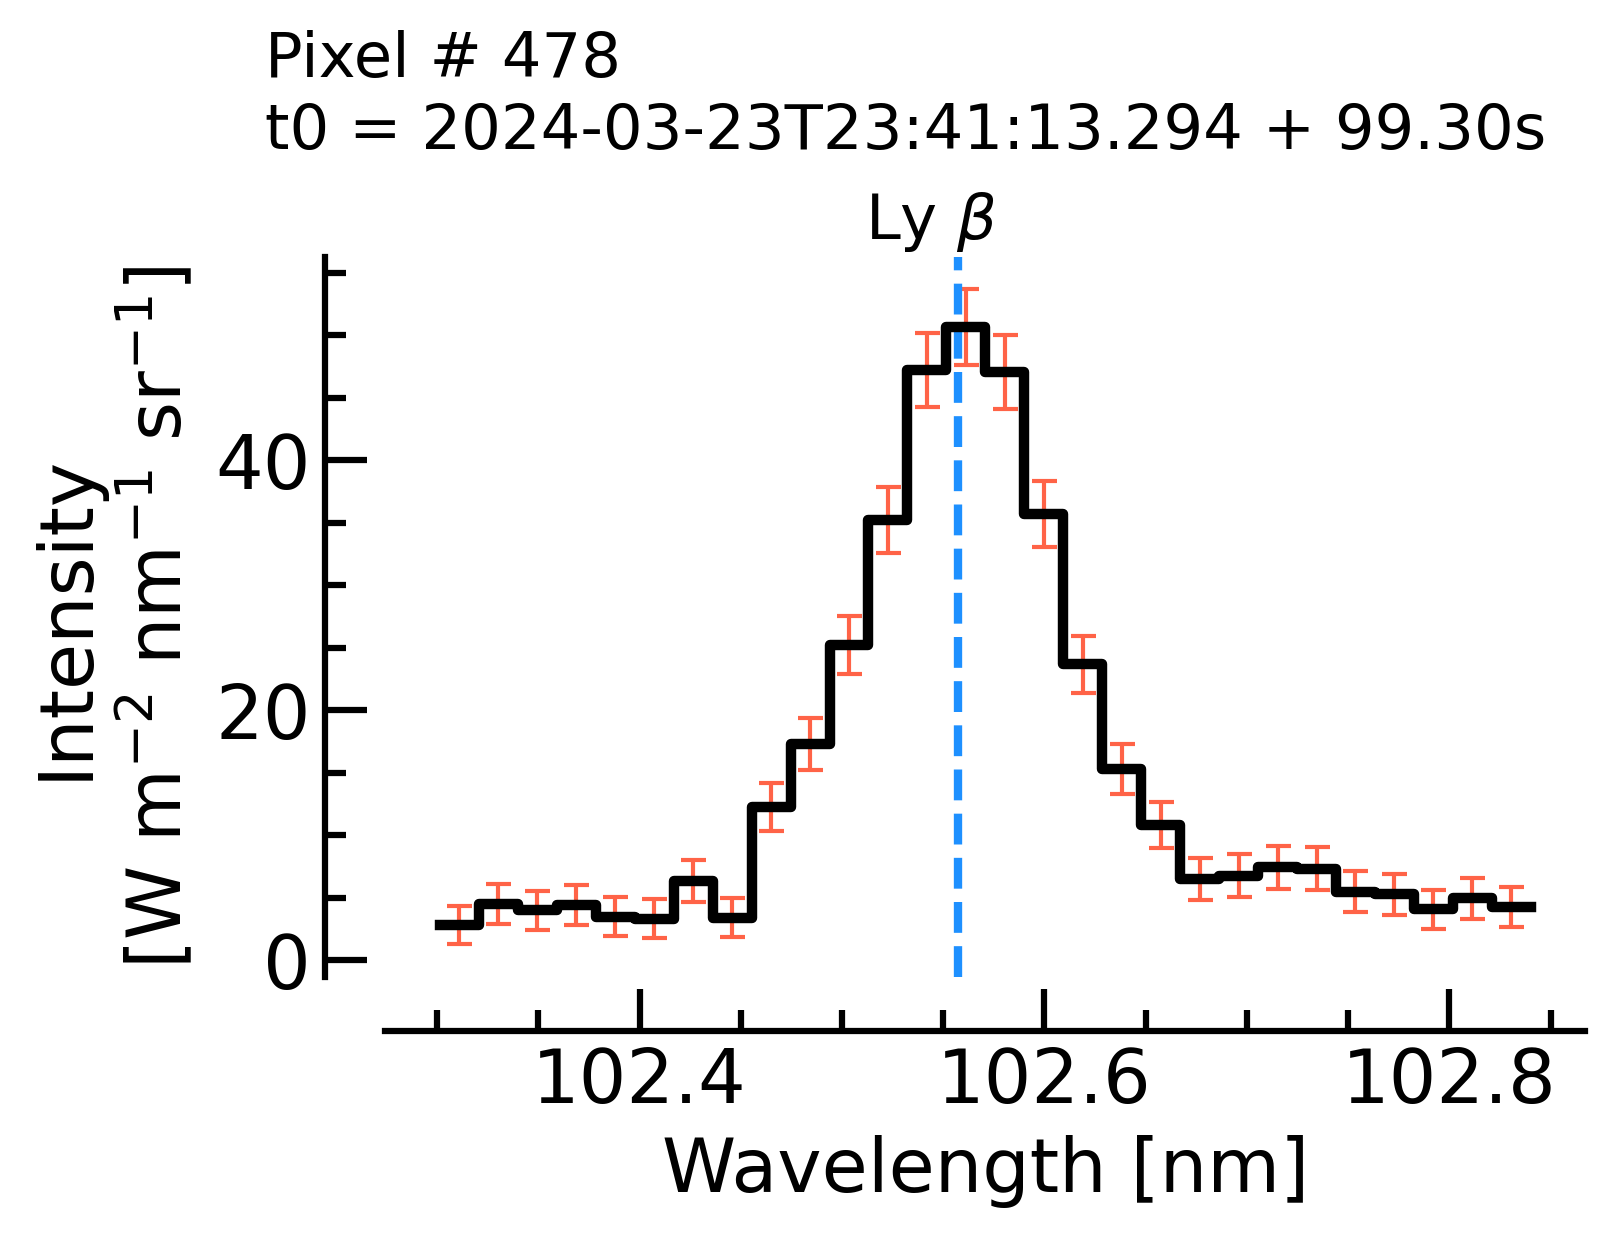 Pixel # 478
t0 = 2024-03-23T23:41:13.294 + 99.30s
Ly β
Intensity
[W m⁻² nm⁻¹ sr⁻¹]
40
20
0
102.4 102.6 102.8
Wavelength [nm]